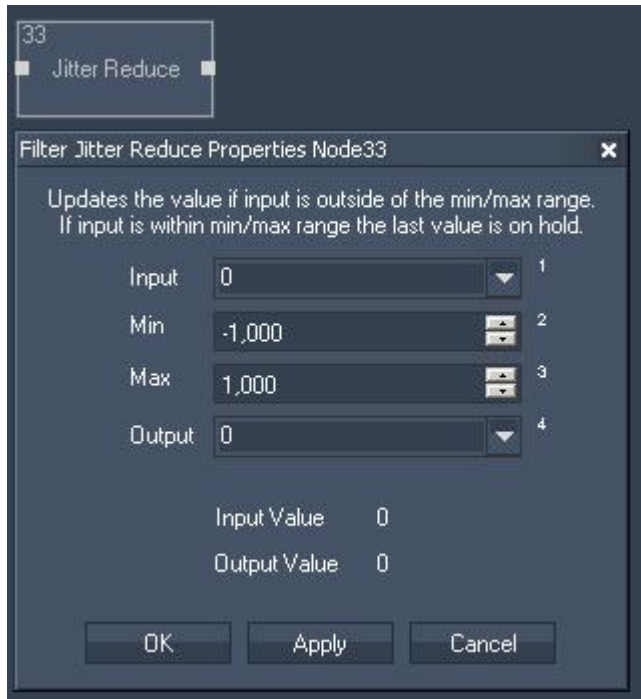 33
Jitter Reduce
Filter Jitter Reduce Properties Node33
Updates the value if input is outside of the min/max range.
If input is within min/max range the last value is on hold.
Input 0 1
Min -1,000 2
Max 1,000 3
Output 0 4
Input Value 0
Output Value 0
OK Apply Cancel